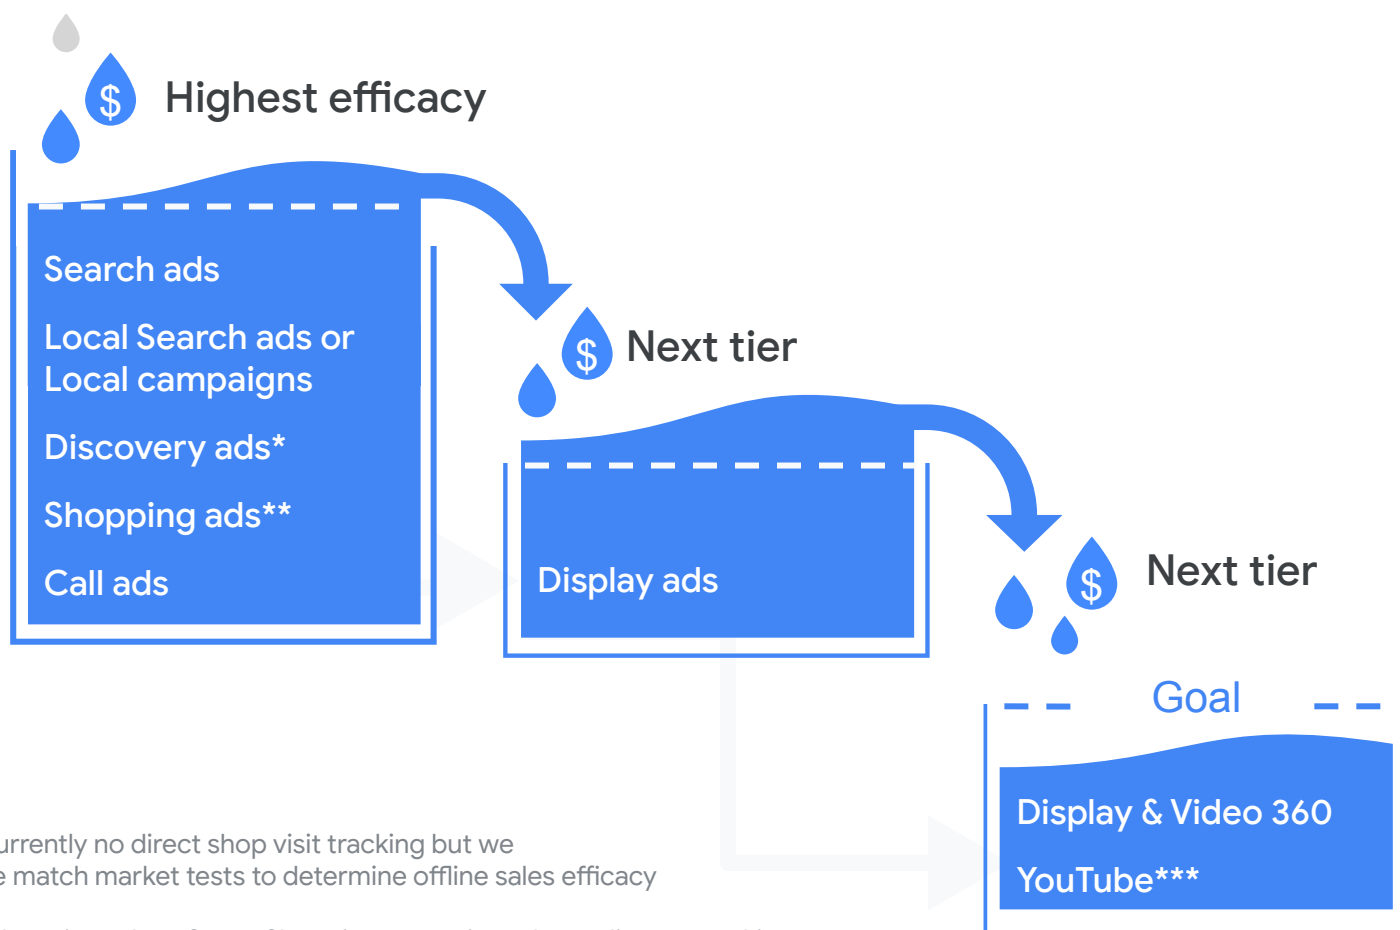 $
Highest efficacy
Search ads
Local Search ads or
Local campaigns
Discovery ads*
Shopping ads**
Call ads
$
Next tier
Display ads
$
Next tier
Goal
Display & Video 360
YouTube***
no direct shop visit tracking but we
match market tests to determine offline sales efficacy